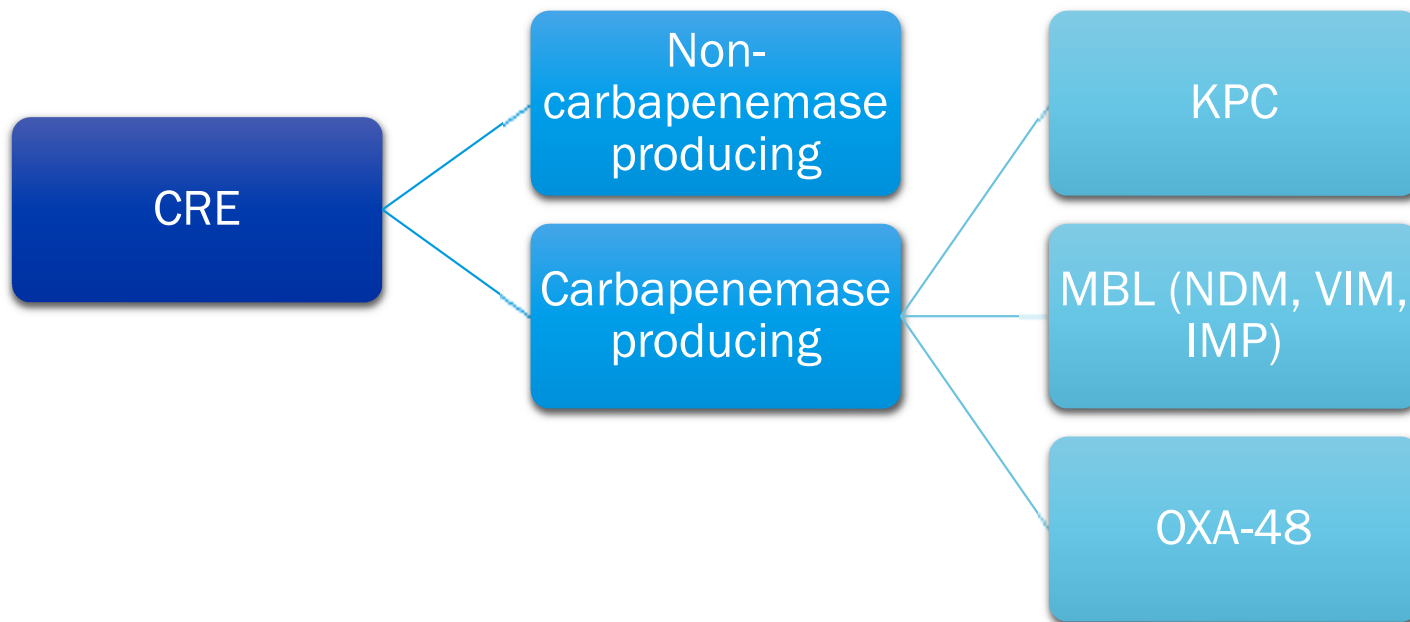 CRE
Non-
carbapenemase
producing
Carbapenemase
producing
KPC
MBL (NDM, VIM,
IMP)
OXA-48